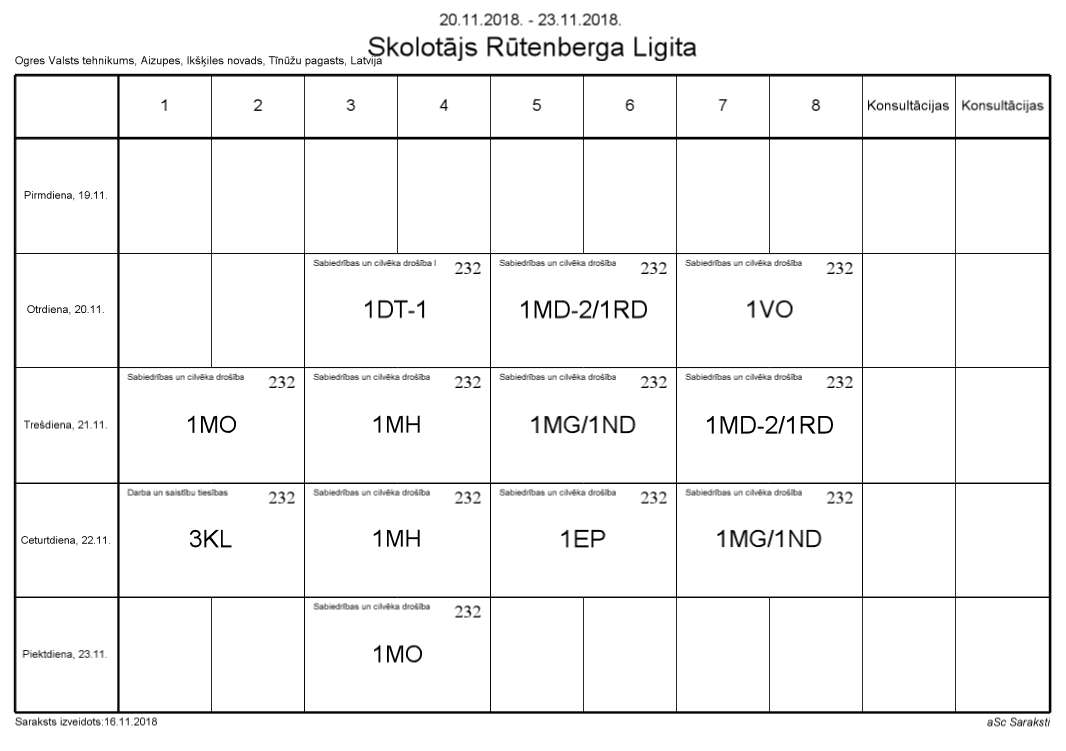 20.11.2018. - 23.11.2018.
Skolotājs Rūtenberga Ligita
Ogres Valsts tehnikums, Aizupes, Ikšķiles novads, Tīnūžu pagasts, Latvija
1 2 3 4 5 6 7 8 Konsultācijas Konsultācijas
Pirmdiena, 19.11.
Sabiedrības un cilvēka drošība I 232 Sabiedrības un cilvēka drošība 232 Sabiedrības un cilvēka drošība 232
Otrdiena, 20.11. 1DT-1 1MD-2/1RD 1VO
Sabiedrības un cilvēka drošība 232 Sabiedrības un cilvēka drošība 232 Sabiedrības un cilvēka drošība 232 Sabiedrības un cilvēka drošība 232
Trešdiena, 21.11. 1MO 1MH 1MG/1ND 1MD-2/1RD
Darba un saistību tiesības 232 Sabiedrības un cilvēka drošība 232 Sabiedrības un cilvēka drošība 232 Sabiedrības un cilvēka drošība 232
Ceturtdiena, 22.11. 3KL 1MH 1EP 1MG/1ND
Sabiedrības un cilvēka drošība 232
Piektdiena, 23.11. 1MO
Saraksts izveidots:16.11.2018 aSc Saraksti